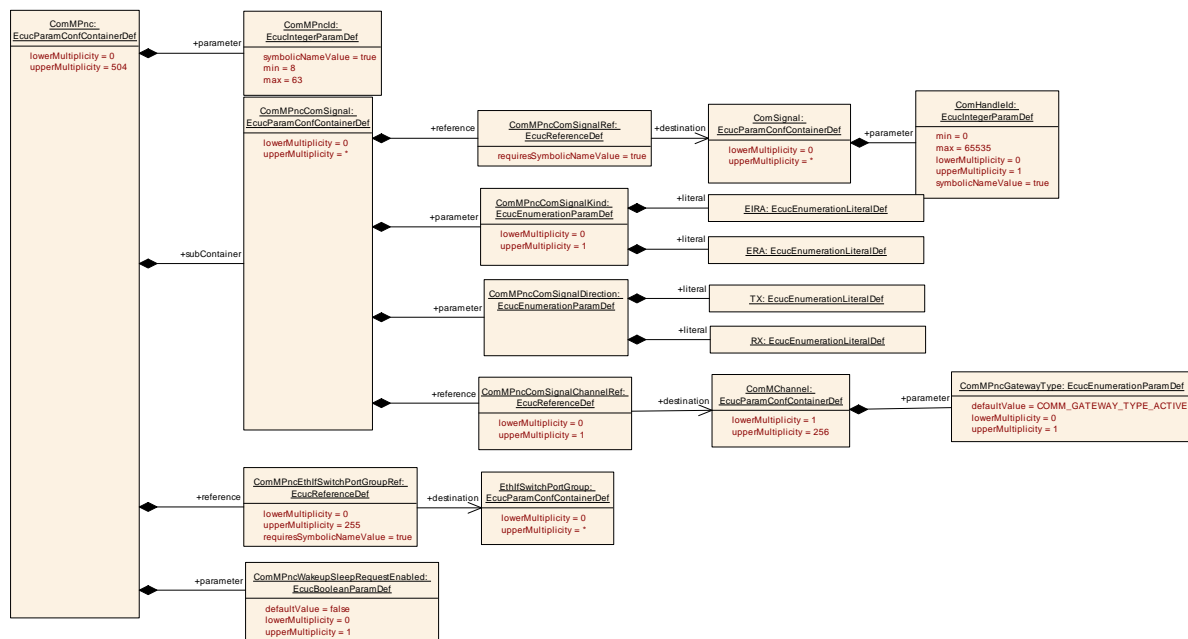 ComMPnc:
EcucParamConfContainerDef
lowerMultiplicity = 0
upperMultiplicity = 504
+parameter
ComMPncId:
EcucIntegerParamDef
symbolicNameValue = true
min = 8
max = 63
+subContainer
ComMPncComSignal:
EcucParamConfContainerDef
lowerMultiplicity = 0
upperMultiplicity = *
+reference
ComMPncComSignalRef:
EcucReferenceDef
requiresSymbolicNameValue = true
+destination
ComSignal:
EcucParamConfContainerDef
lowerMultiplicity = 0
upperMultiplicity = *
+parameter
ComHandleId:
EcucIntegerParamDef
min = 0
max = 65535
lowerMultiplicity = 0
upperMultiplicity = 1
symbolicNameValue = true
+parameter
ComMPncComSignalKind:
EcucEnumerationParamDef
lowerMultiplicity = 0
upperMultiplicity = 1
+literal
EIRA: EcucEnumerationLiteralDef
+literal
ERA: EcucEnumerationLiteralDef
+parameter
ComMPncComSignalDirection:
EcucEnumerationParamDef
+literal
TX: EcucEnumerationLiteralDef
+literal
RX: EcucEnumerationLiteralDef
+reference
ComMPncComSignalChannelRef:
EcucReferenceDef
lowerMultiplicity = 0
upperMultiplicity = 1
+destination
ComMChannel:
EcucParamConfContainerDef
lowerMultiplicity = 1
upperMultiplicity = 256
+parameter
ComMPncGatewayType: EcucEnumerationParamDef
defaultValue = COMM_GATEWAY_TYPE_ACTIVE
lowerMultiplicity = 0
upperMultiplicity = 1
+reference
ComMPncEthIfSwitchPortGroupRef:
EcucReferenceDef
lowerMultiplicity = 0
upperMultiplicity = 255
requiresSymbolicNameValue = true
+destination
EthIfSwitchPortGroup:
EcucParamConfContainerDef
lowerMultiplicity = 0
upperMultiplicity = *
+parameter
ComMPncWakeupSleepRequestEnabled:
EcucBooleanParamDef
defaultValue = false
lowerMultiplicity = 0
upperMultiplicity = 1